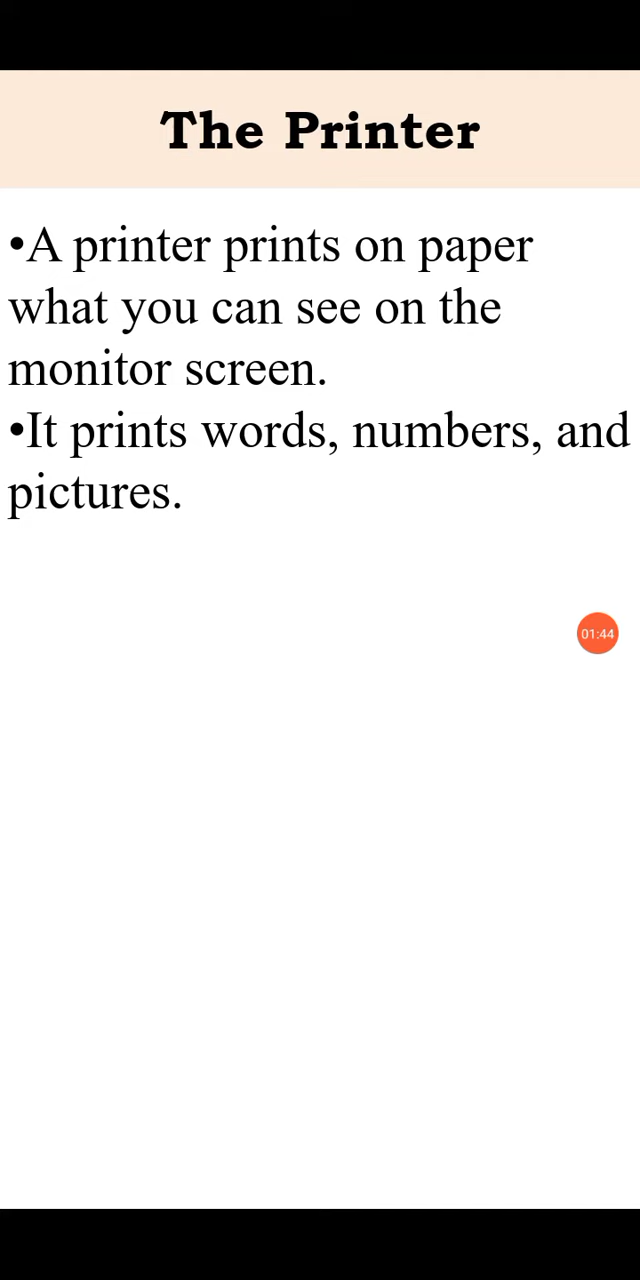 The Printer
•A printer prints on paper
what you can see on the
monitor screen.
•It prints words, numbers, and
pictures.
01:44